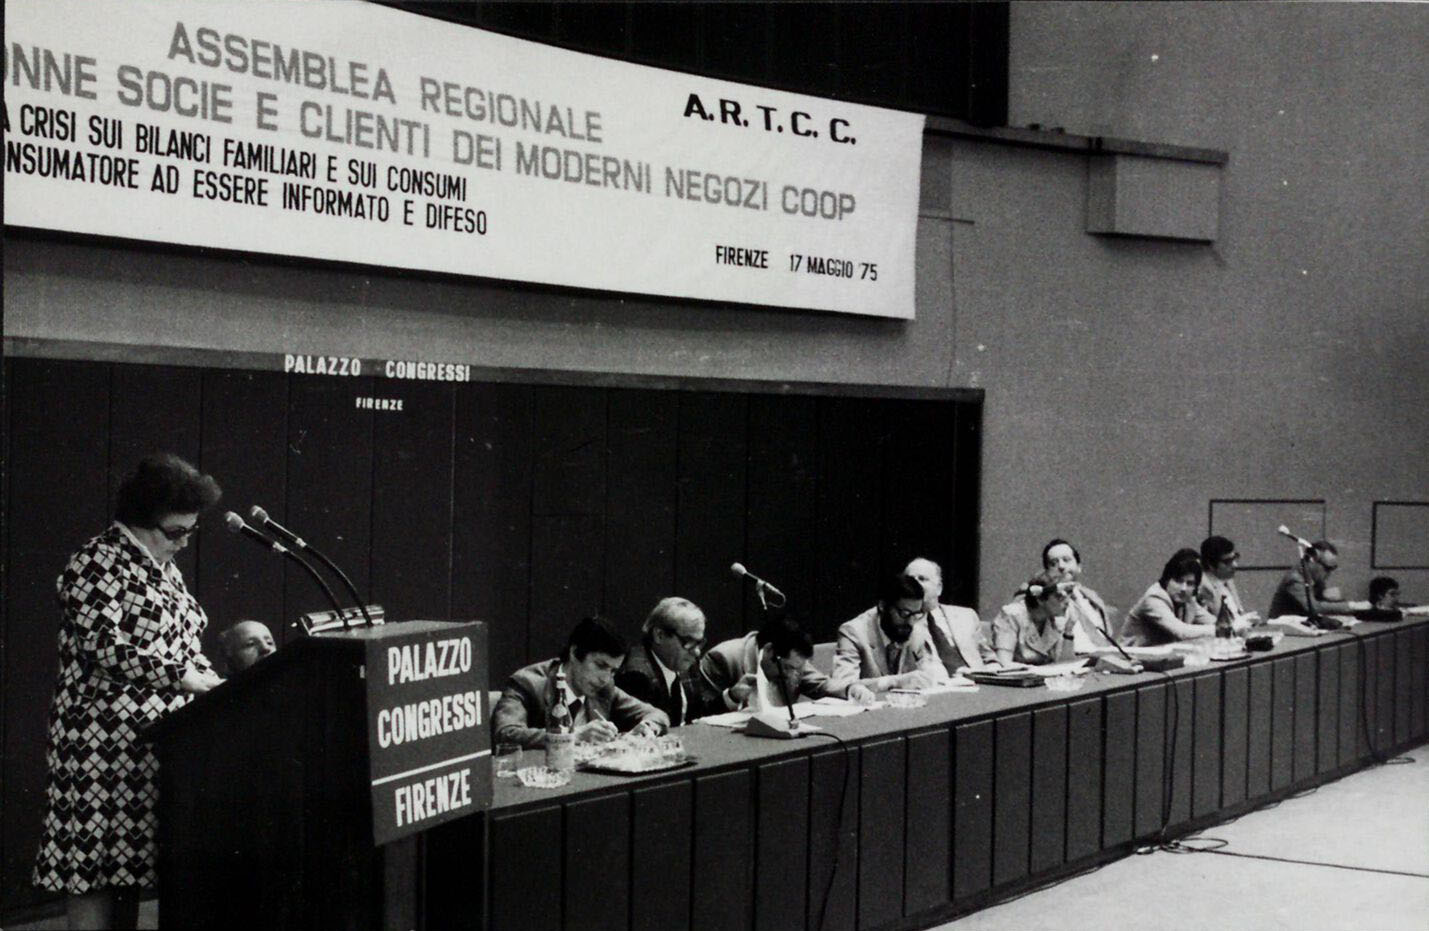 ASSEMBLEA REGIONALE
A.R.T.C.C.
ONNE SOCIE E CLIENTI DEI MODERNI NEGOZI COOP
A CRISI SUI BILANCI FAMILIARI E SUI CONSUMI
ONSUMATORE AD ESSERE INFORMATO E DIFESO
FIRENZE 17 MAGGIO '75
PALAZZO CONGRESSI
FIRENZE
PALAZZO
CONGRESSI
FIRENZE